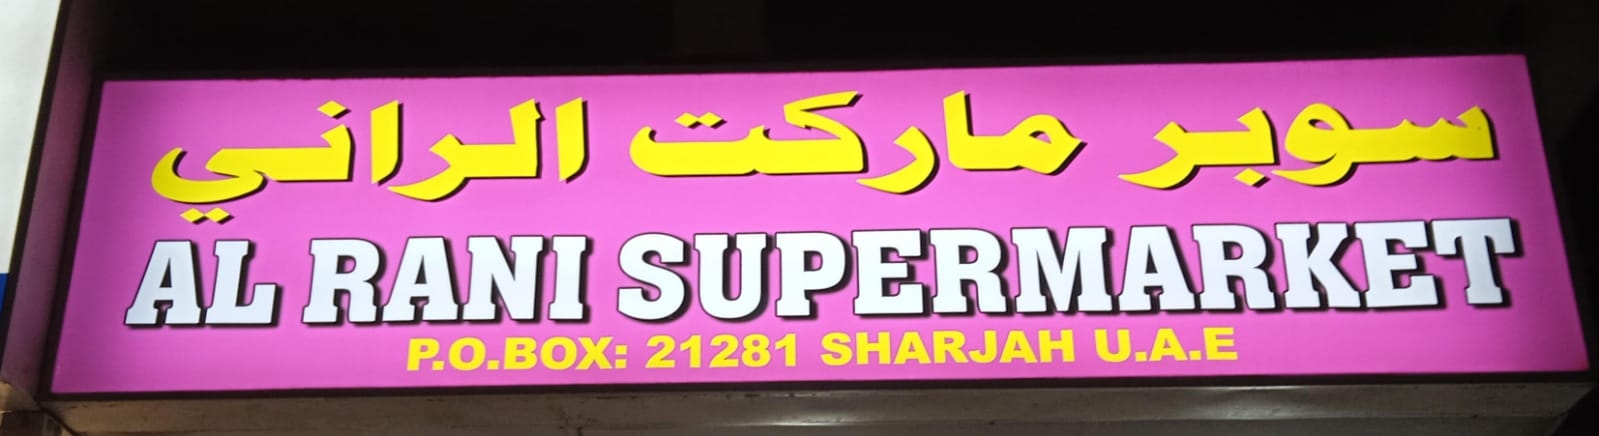 سوبر ماركت الراني
AL RANI SUPERMARKET
P.O.BOX: 21281 SHARJAH U.A.E